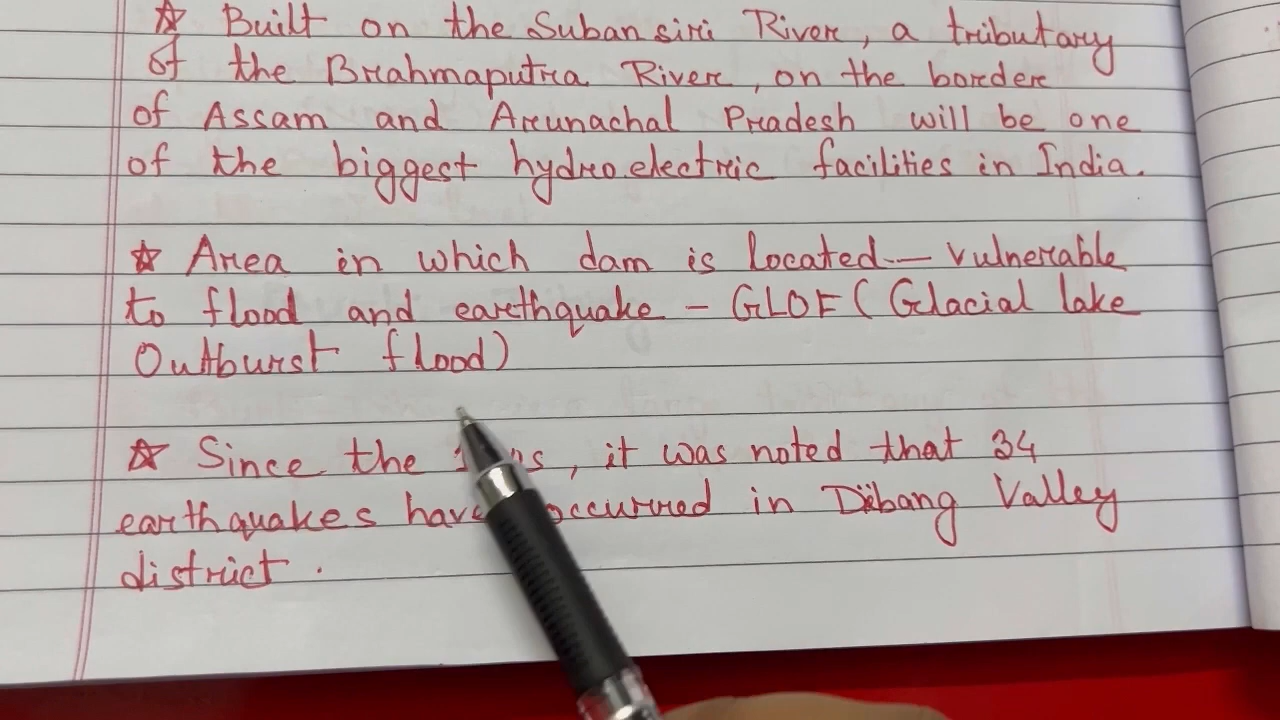 ☆ Built on the Subansiri River, a tributary
of the Brahmaputra River, on the border
of Assam and Arunachal Pradesh will be one
of the biggest hydroelectric facilities in India.
☆ Area in which dam is located — vulnerable
to flood and earthquake - GLOF (Glacial lake
Outburst flood)
☆ Since the , it was noted that 34
earthquakes have occurred in Dibang Valley
district.